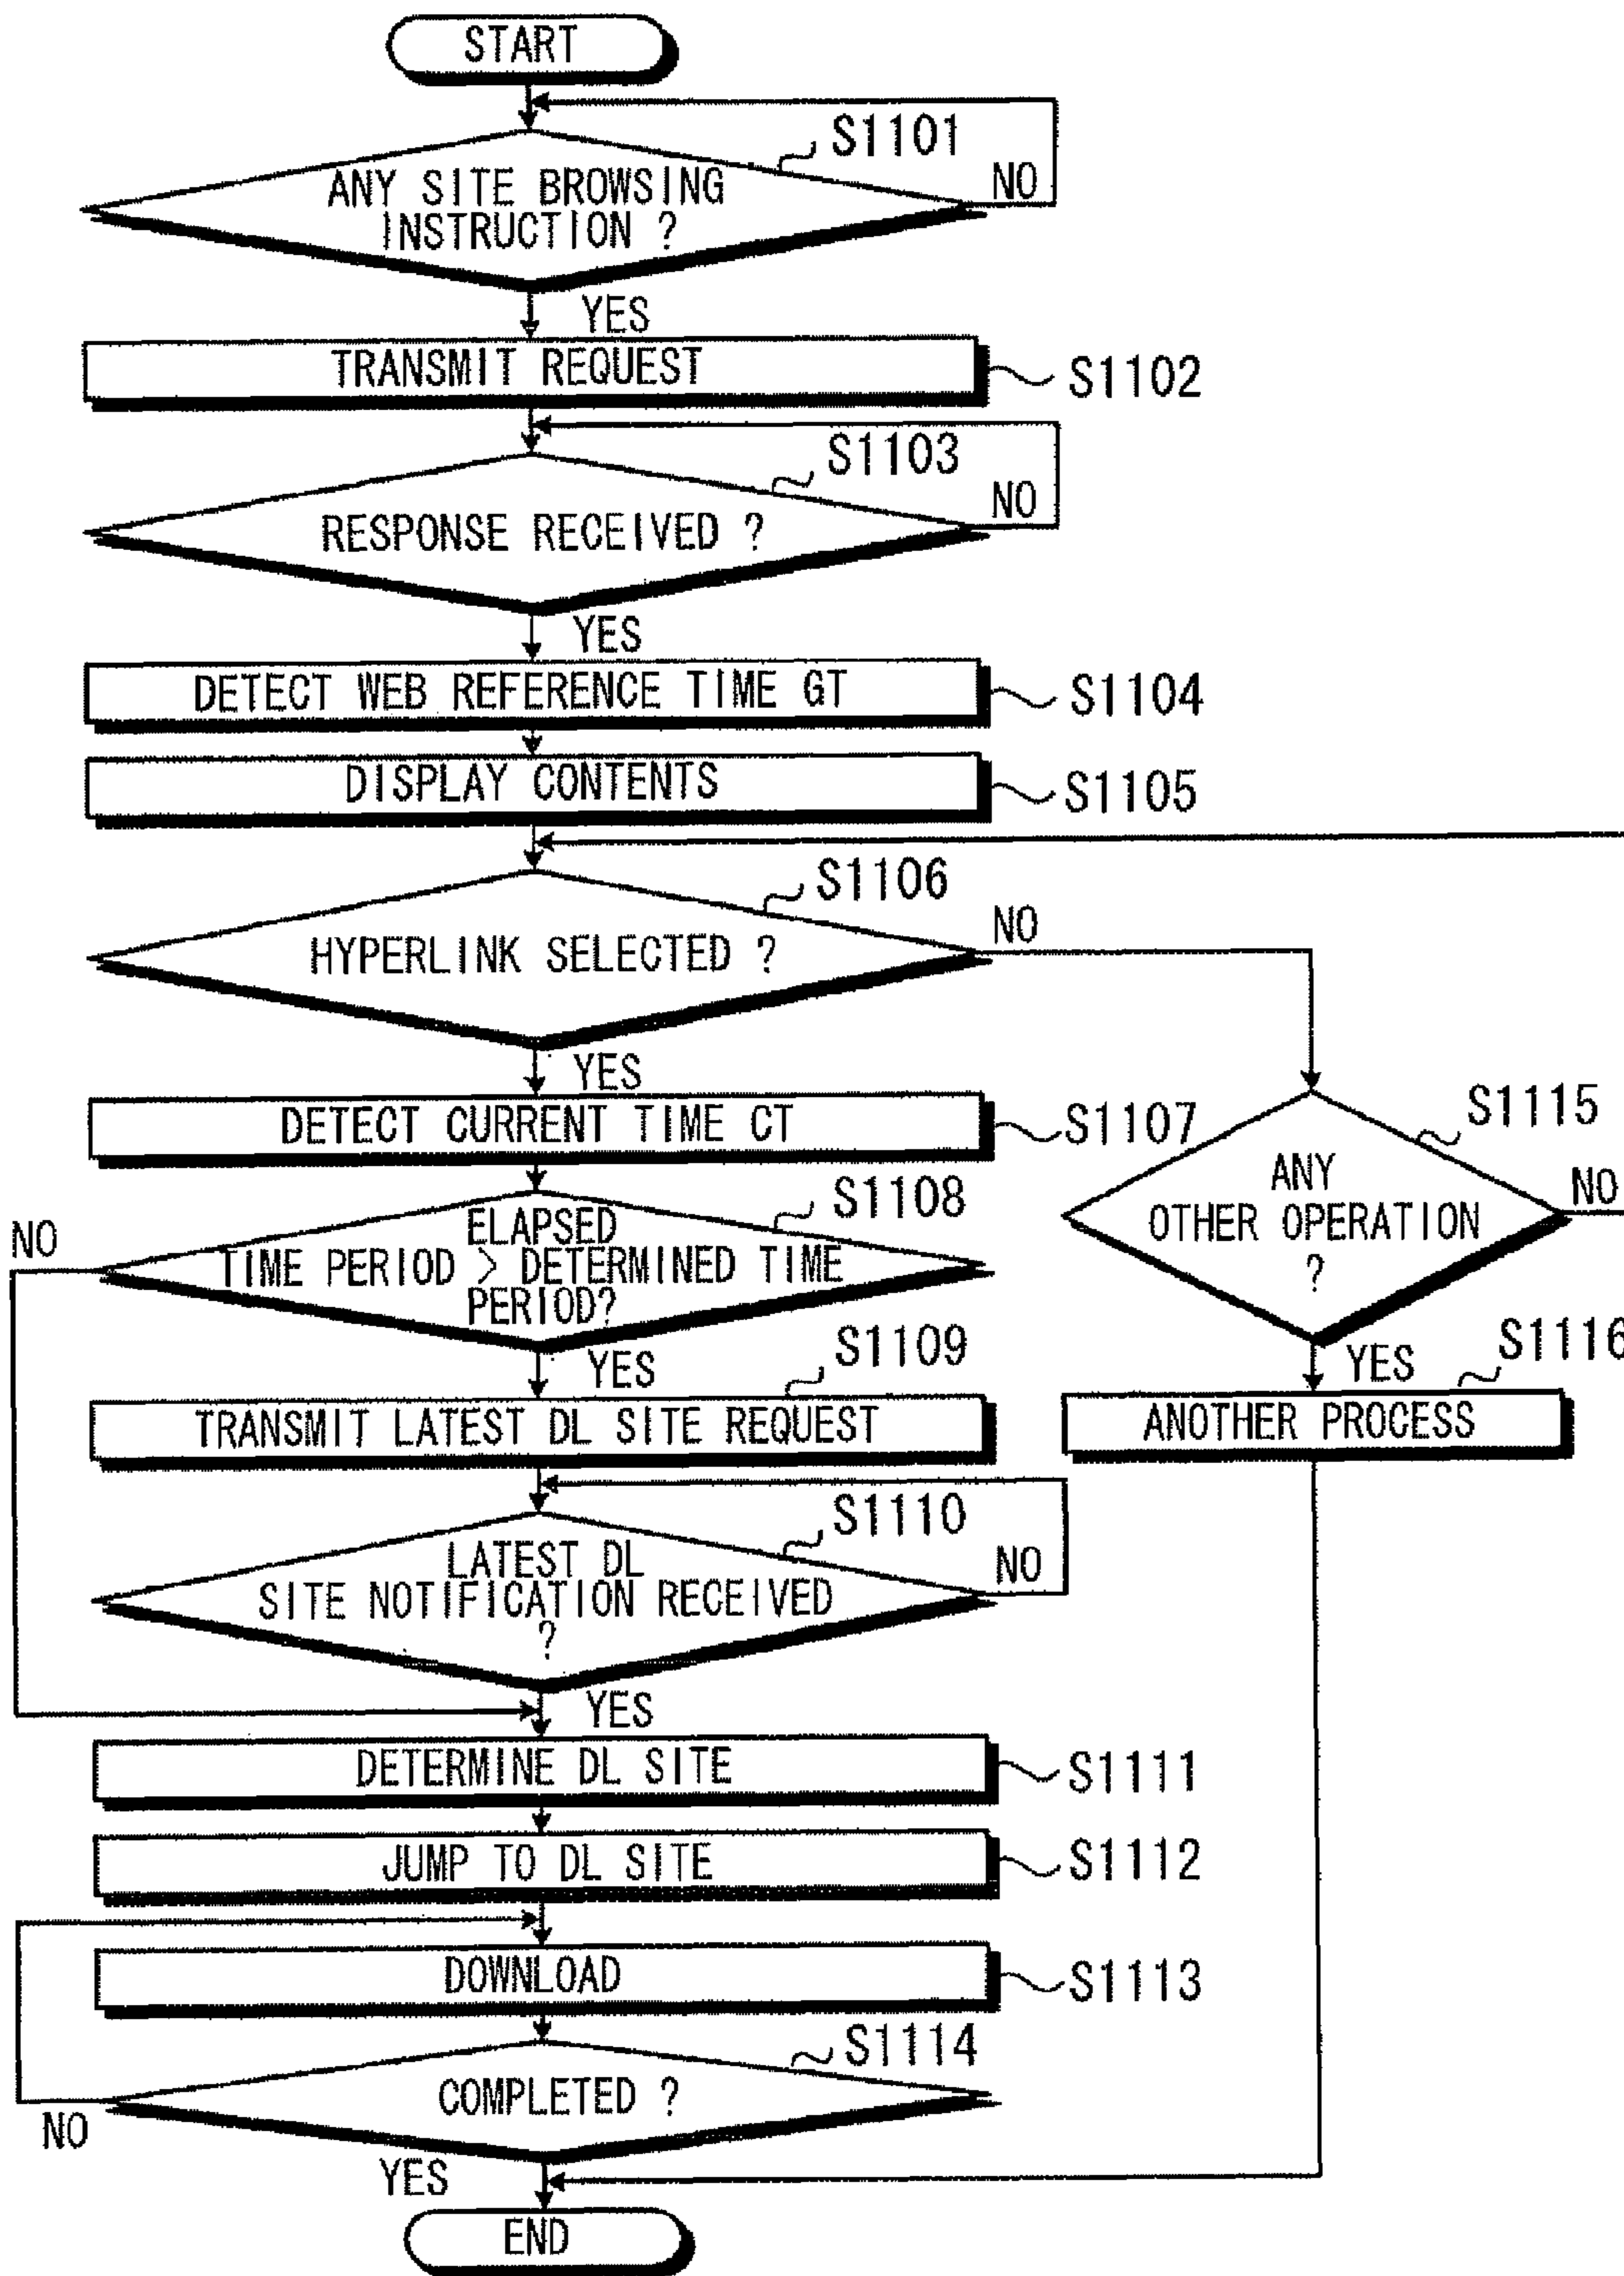 START
S1101
ANY SITE BROWSING
INSTRUCTION ?
NO
YES
TRANSMIT REQUEST
S1102
S1103
RESPONSE RECEIVED ?
NO
YES
DETECT WEB REFERENCE TIME GT
S1104
DISPLAY CONTENTS
S1105
S1106
HYPERLINK SELECTED ?
NO
YES
DETECT CURRENT TIME CT
S1107
S1115
ANY
OTHER OPERATION
?
NO
S1108
NO
ELAPSED
TIME PERIOD > DETERMINED TIME
PERIOD?
YES
S1109
YES
S1116
TRANSMIT LATEST DL SITE REQUEST
ANOTHER PROCESS
S1110
LATEST DL
SITE NOTIFICATION RECEIVED
?
NO
YES
DETERMINE DL SITE
S1111
JUMP TO DL SITE
S1112
DOWNLOAD
S1113
S1114
COMPLETED ?
NO
YES
END